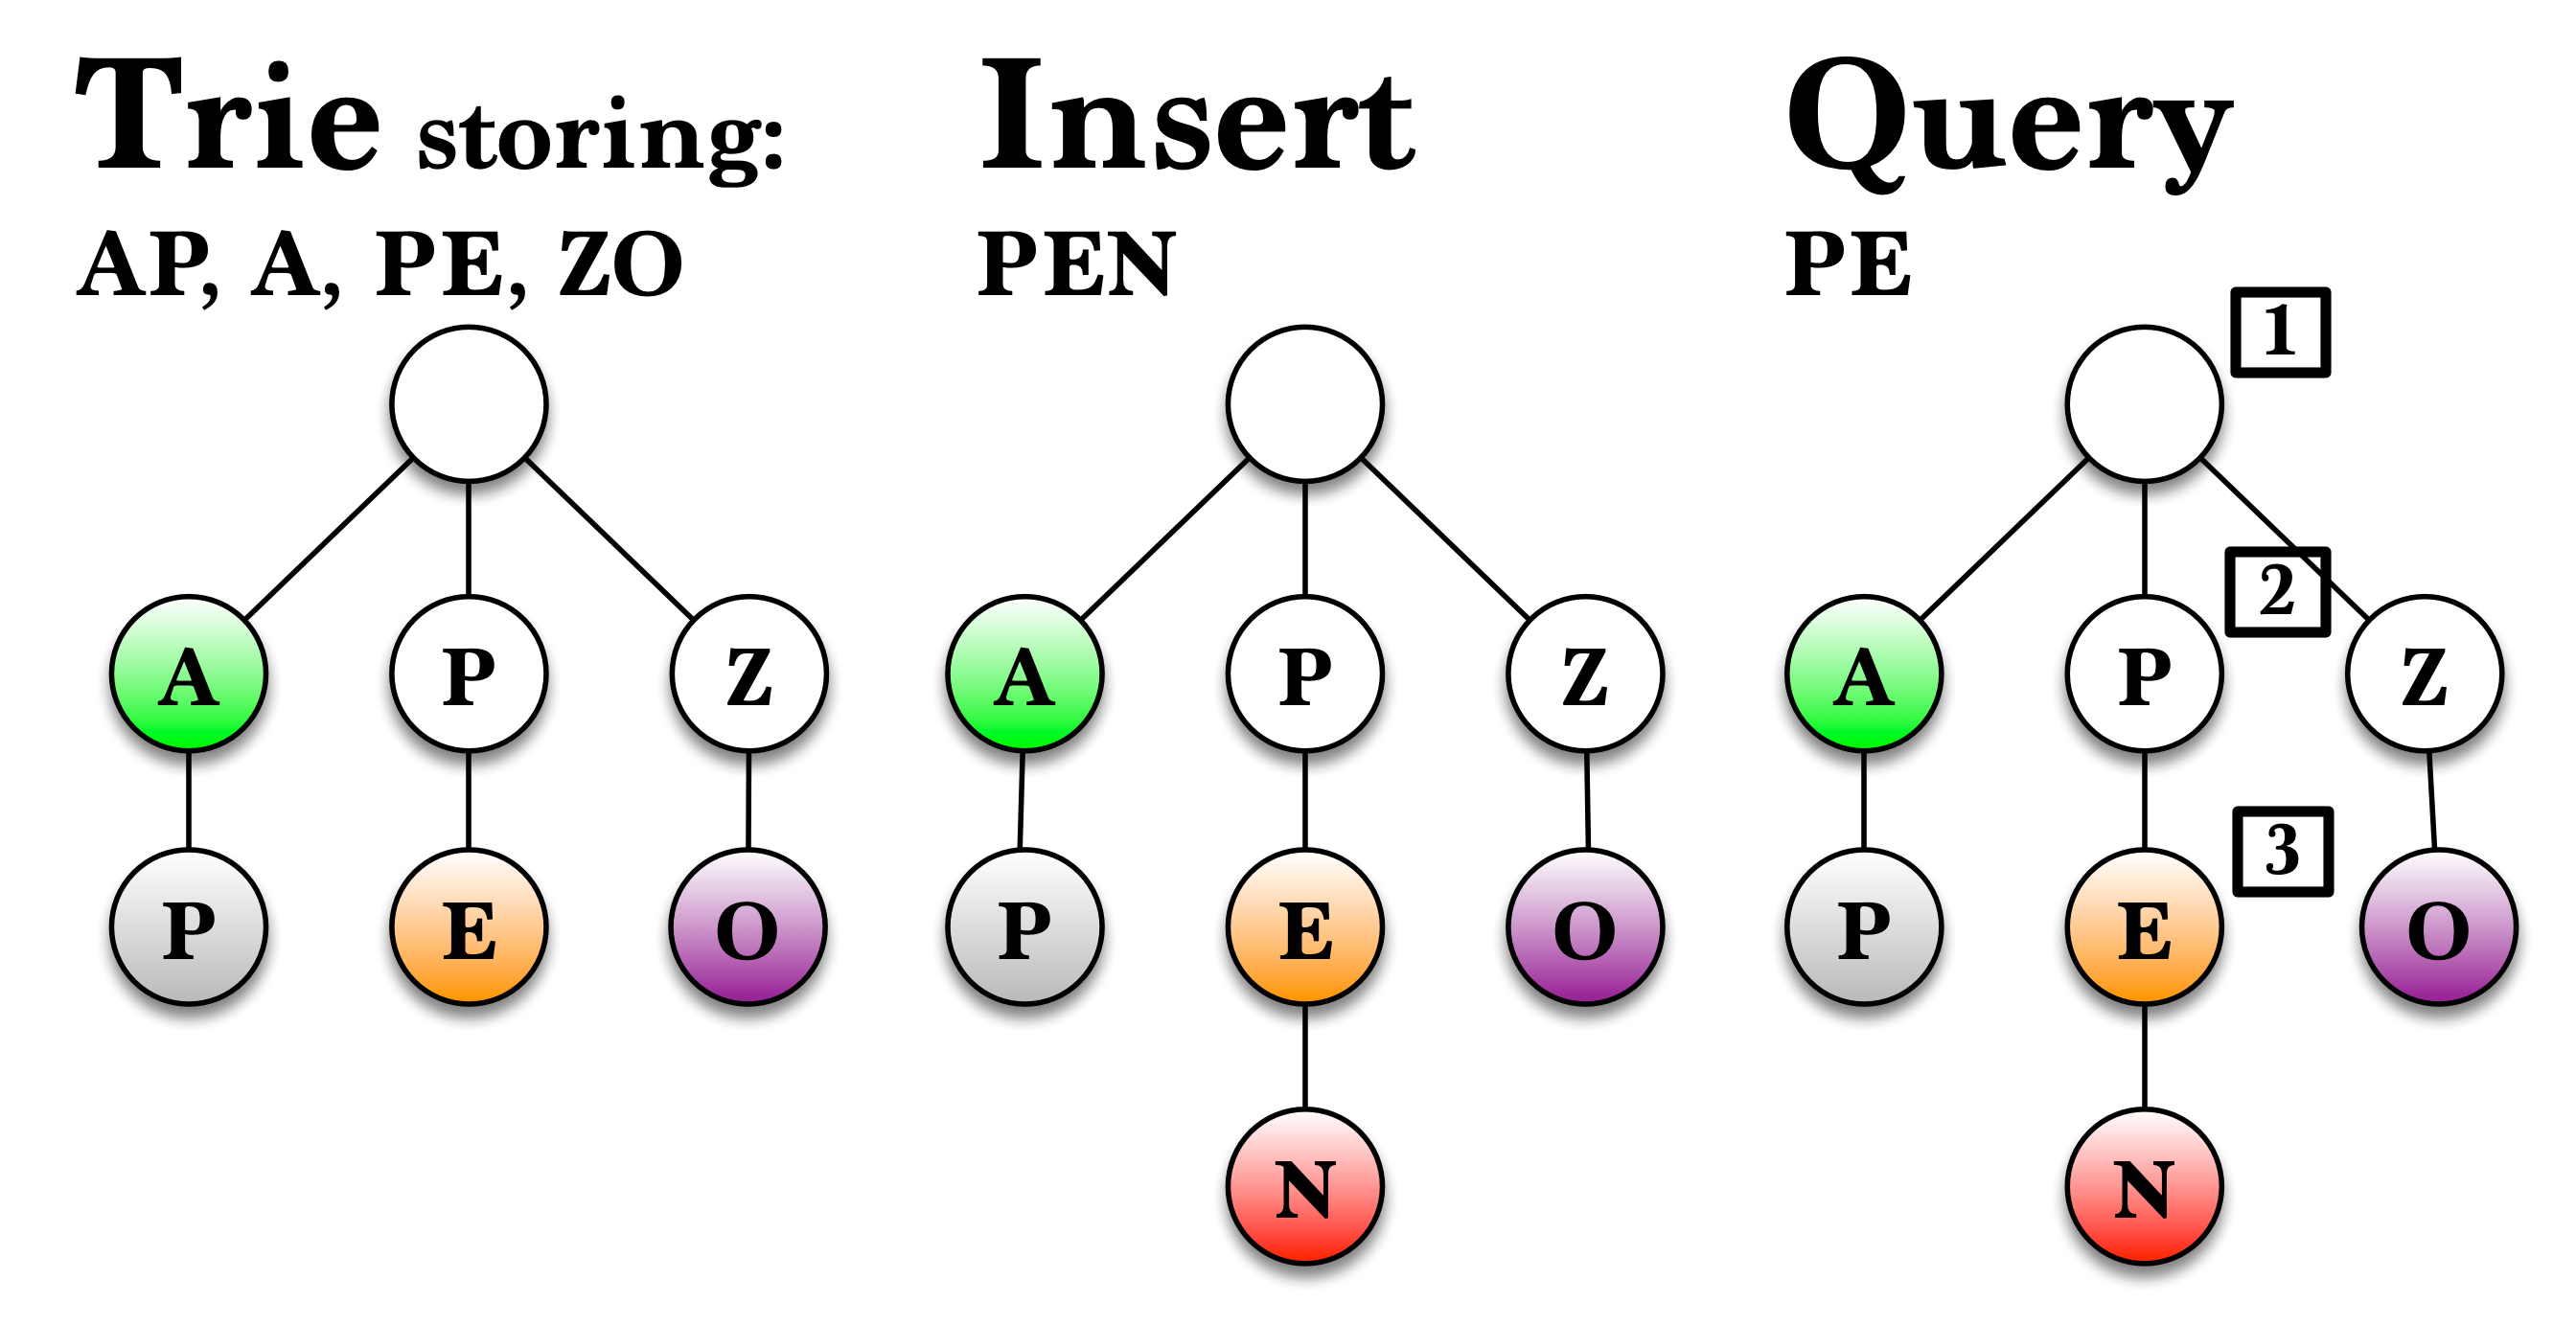 Trie storing:
AP, A, PE, ZO
A P Z
P E O
Insert
PEN
A P Z
P E O
N
Query
PE
1
2
A P Z
3
P E O
N